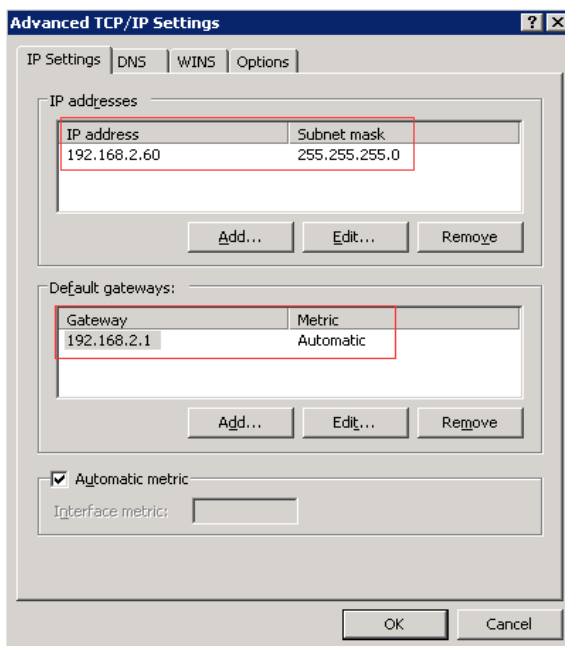 Advanced TCP/IP Settings
IP Settings DNS WINS Options
IP addresses
IP address Subnet mask
192.168.2.60 255.255.255.0
Add... Edit... Remove
Default gateways:
Gateway Metric
192.168.2.1 Automatic
Add... Edit... Remove
Automatic metric
Interface metric:
OK Cancel